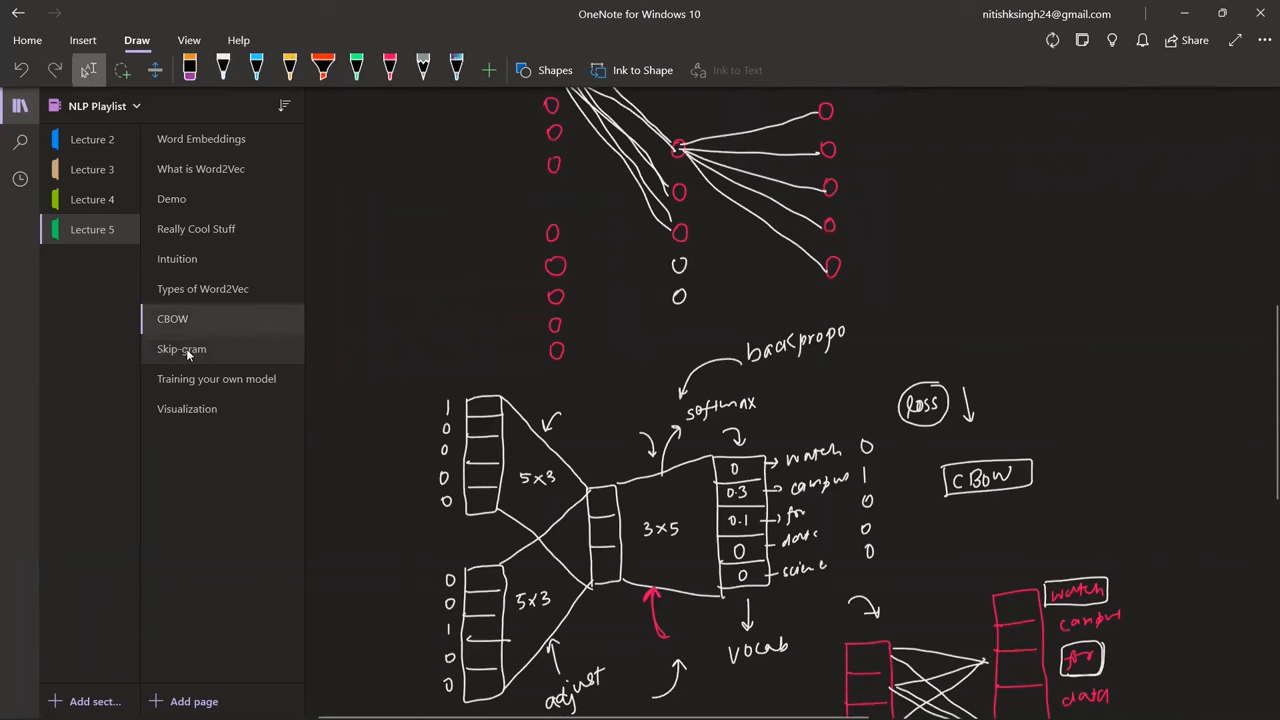 OneNote for Windows 10
nitishksingh24@gmail.com
Home
Insert
Draw
View
Help
Share
Shapes
Ink to Shape
Ink to Text
NLP Playlist
Lecture 2
Lecture 3
Lecture 4
Lecture 5
Word Embeddings
What is Word2Vec
Demo
Really Cool Stuff
Intuition
Types of Word2Vec
CBOW
Skip-gram
Training your own model
Visualization
Add sect...
Add page
backpropo
softmax
loss
CBOW
1
0
0
0
0
5x3
0
0
1
0
0
5x3
adjust
3x5
0 watch 0
0.3 campus 1
0.1 for 0
0 data 0
0 science 0
vocab
watch
campus
for
data